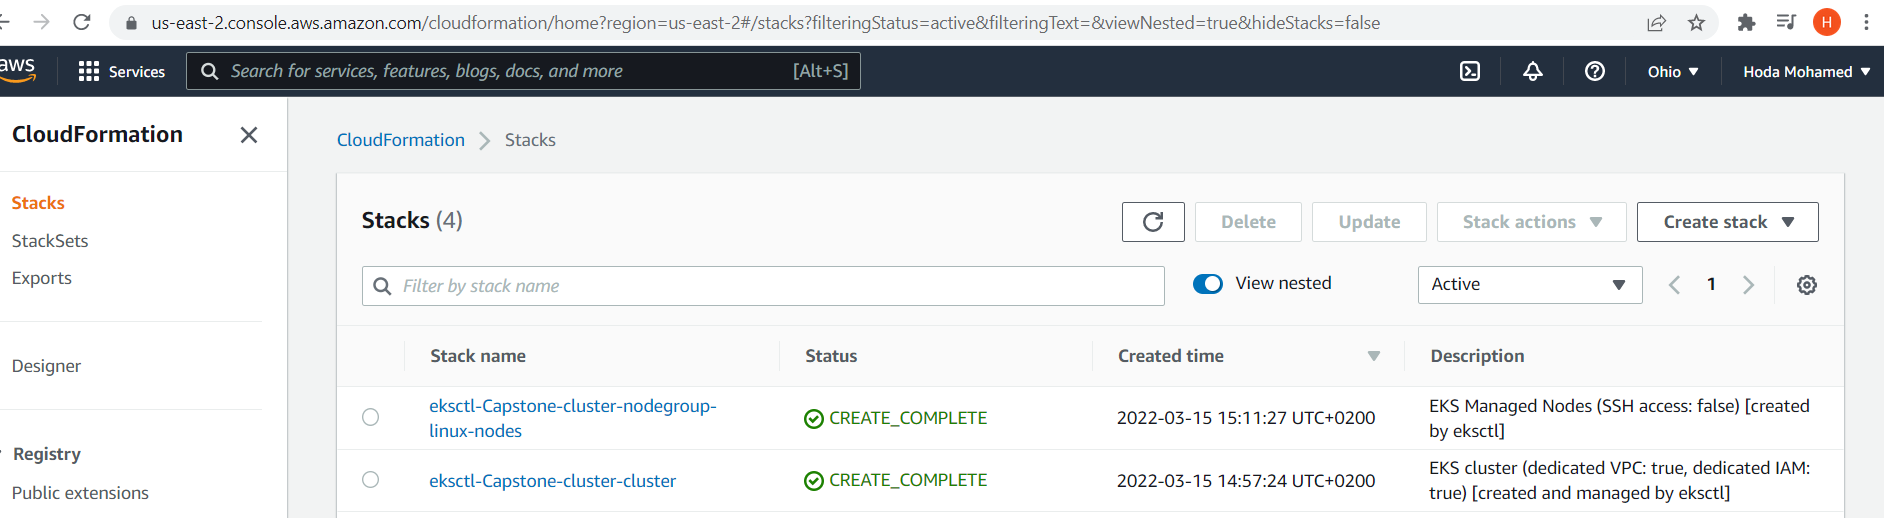 us-east-2.console.aws.amazon.com/cloudformation/home?region=us-east-2#/stacks?filteringStatus=active&filteringText=&viewNested=true&hideStacks=false
H
aws
Services
Search for services, features, blogs, docs, and more
[Alt+S]
Ohio
Hoda Mohamed
CloudFormation
Stacks
StackSets
Exports
Designer
Registry
Public extensions
CloudFormation
Stacks
Stacks (4)
Delete
Update
Stack actions
Create stack
Filter by stack name
View nested
Active
1
Stack name
Status
Created time
Description
eksctl-Capstone-cluster-nodegroup-
linux-nodes
CREATE_COMPLETE
2022-03-15 15:11:27 UTC+0200
EKS Managed Nodes (SSH access: false) [created
by eksctl]
eksctl-Capstone-cluster-cluster
CREATE_COMPLETE
2022-03-15 14:57:24 UTC+0200
EKS cluster (dedicated VPC: true, dedicated IAM:
true) [created and managed by eksctl]